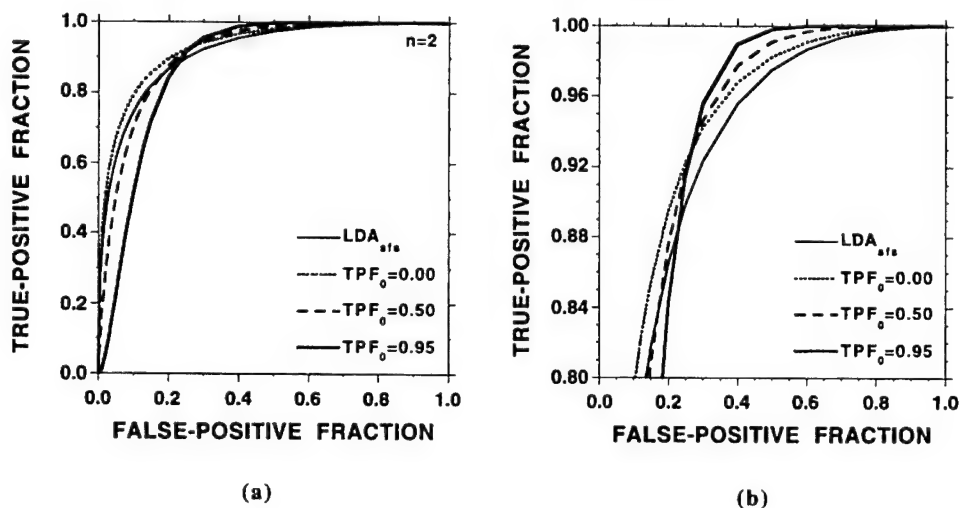 TRUE-POSITIVE FRACTION
1.0
0.8
0.6
0.4
0.2
0.0
n=2
LDA sfs
TPF0=0.00
TPF0=0.50
TPF0=0.95
0.0 0.2 0.4 0.6 0.8 1.0
FALSE-POSITIVE FRACTION
(a)
TRUE-POSITIVE FRACTION
1.00
0.96
0.92
0.88
0.84
0.80
LDA sfs
TPF0=0.00
TPF0=0.50
TPF0=0.95
0.0 0.2 0.4 0.6 0.8 1.0
FALSE-POSITIVE FRACTION
(b)